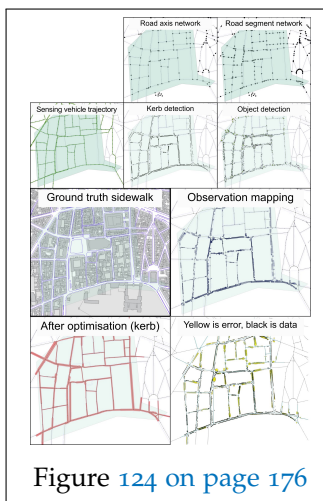 Road axis network
Road segment network
Sensing vehicle trajectory
Kerb detection
Object detection
Ground truth sidewalk
Observation mapping
After optimisation (kerb)
Yellow is error, black is data
Figure 124 on page 176